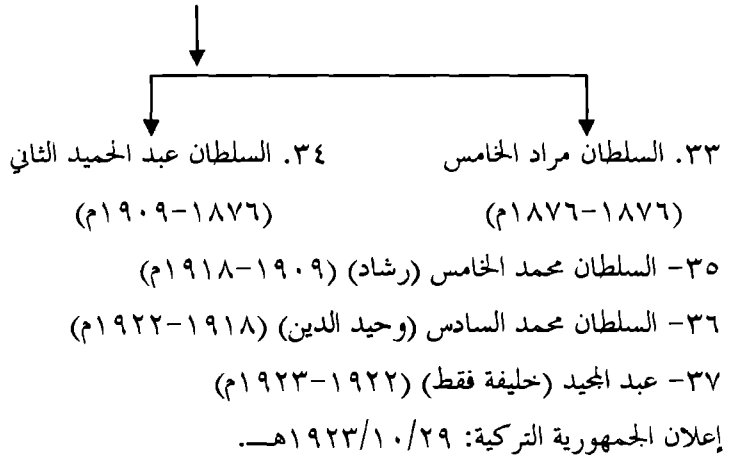 ٣٣. السلطان مراد الخامس ٣٤. السلطان عبد الحميد الثاني
(١٨٧٦-١٨٧٦م) (١٨٧٦-١٩٠٩م)
٣٥- السلطان محمد الخامس (رشاد) (١٩٠٩-١٩١٨م)
٣٦- السلطان محمد السادس (وحيد الدين) (١٩١٨-١٩٢٢م)
٣٧- عبد المجيد (خليفة فقط) (١٩٢٢-١٩٢٣م)
إعلان الجمهورية التركية: ١٩٢٣/١٠/٢٩هــ.